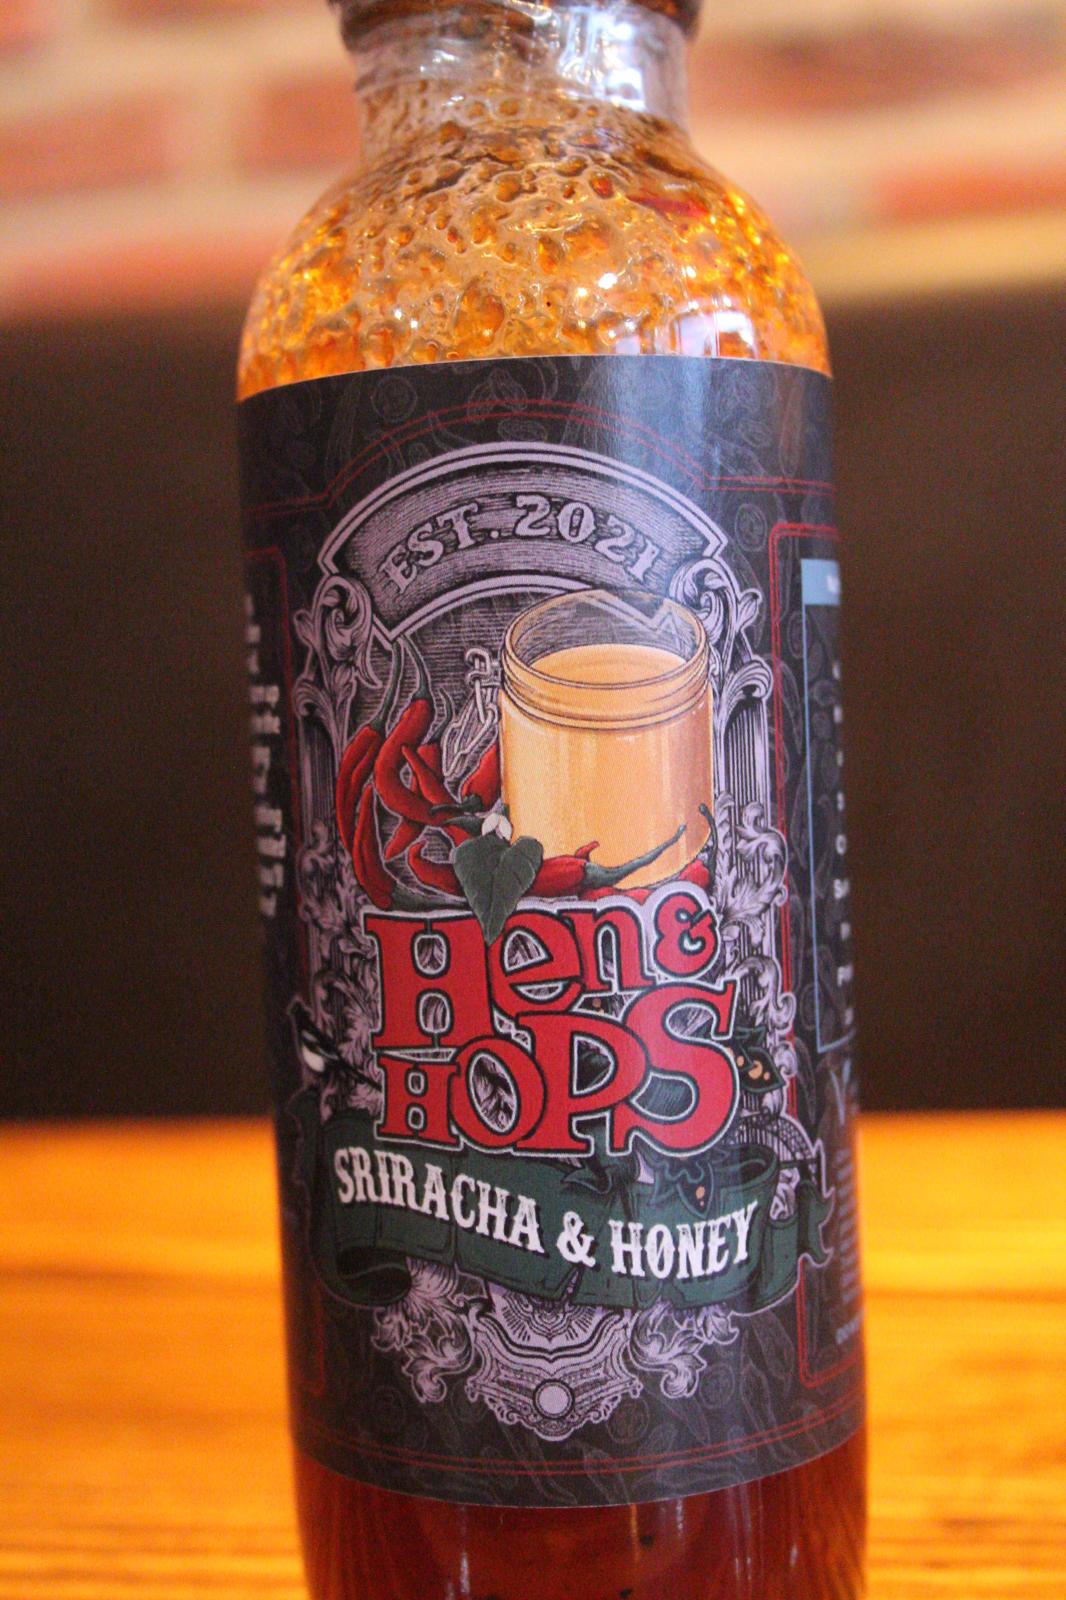 EST. 2021
Hen &
HOPS
SRIRACHA & HONEY